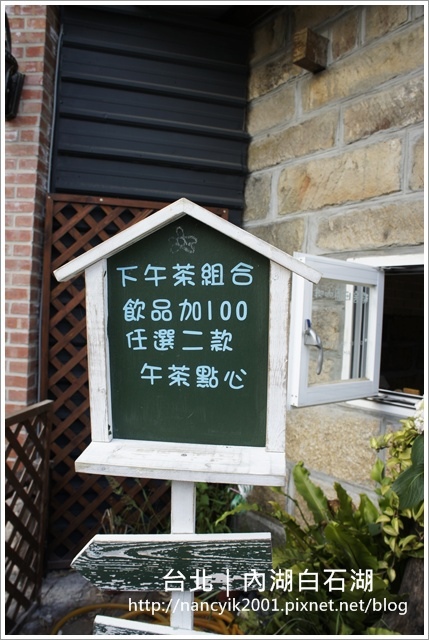 下午茶組合
飲品加100
任選二款
午茶點心
台北｜內湖白石湖
http://nancyik2001.pixnet.net/blog